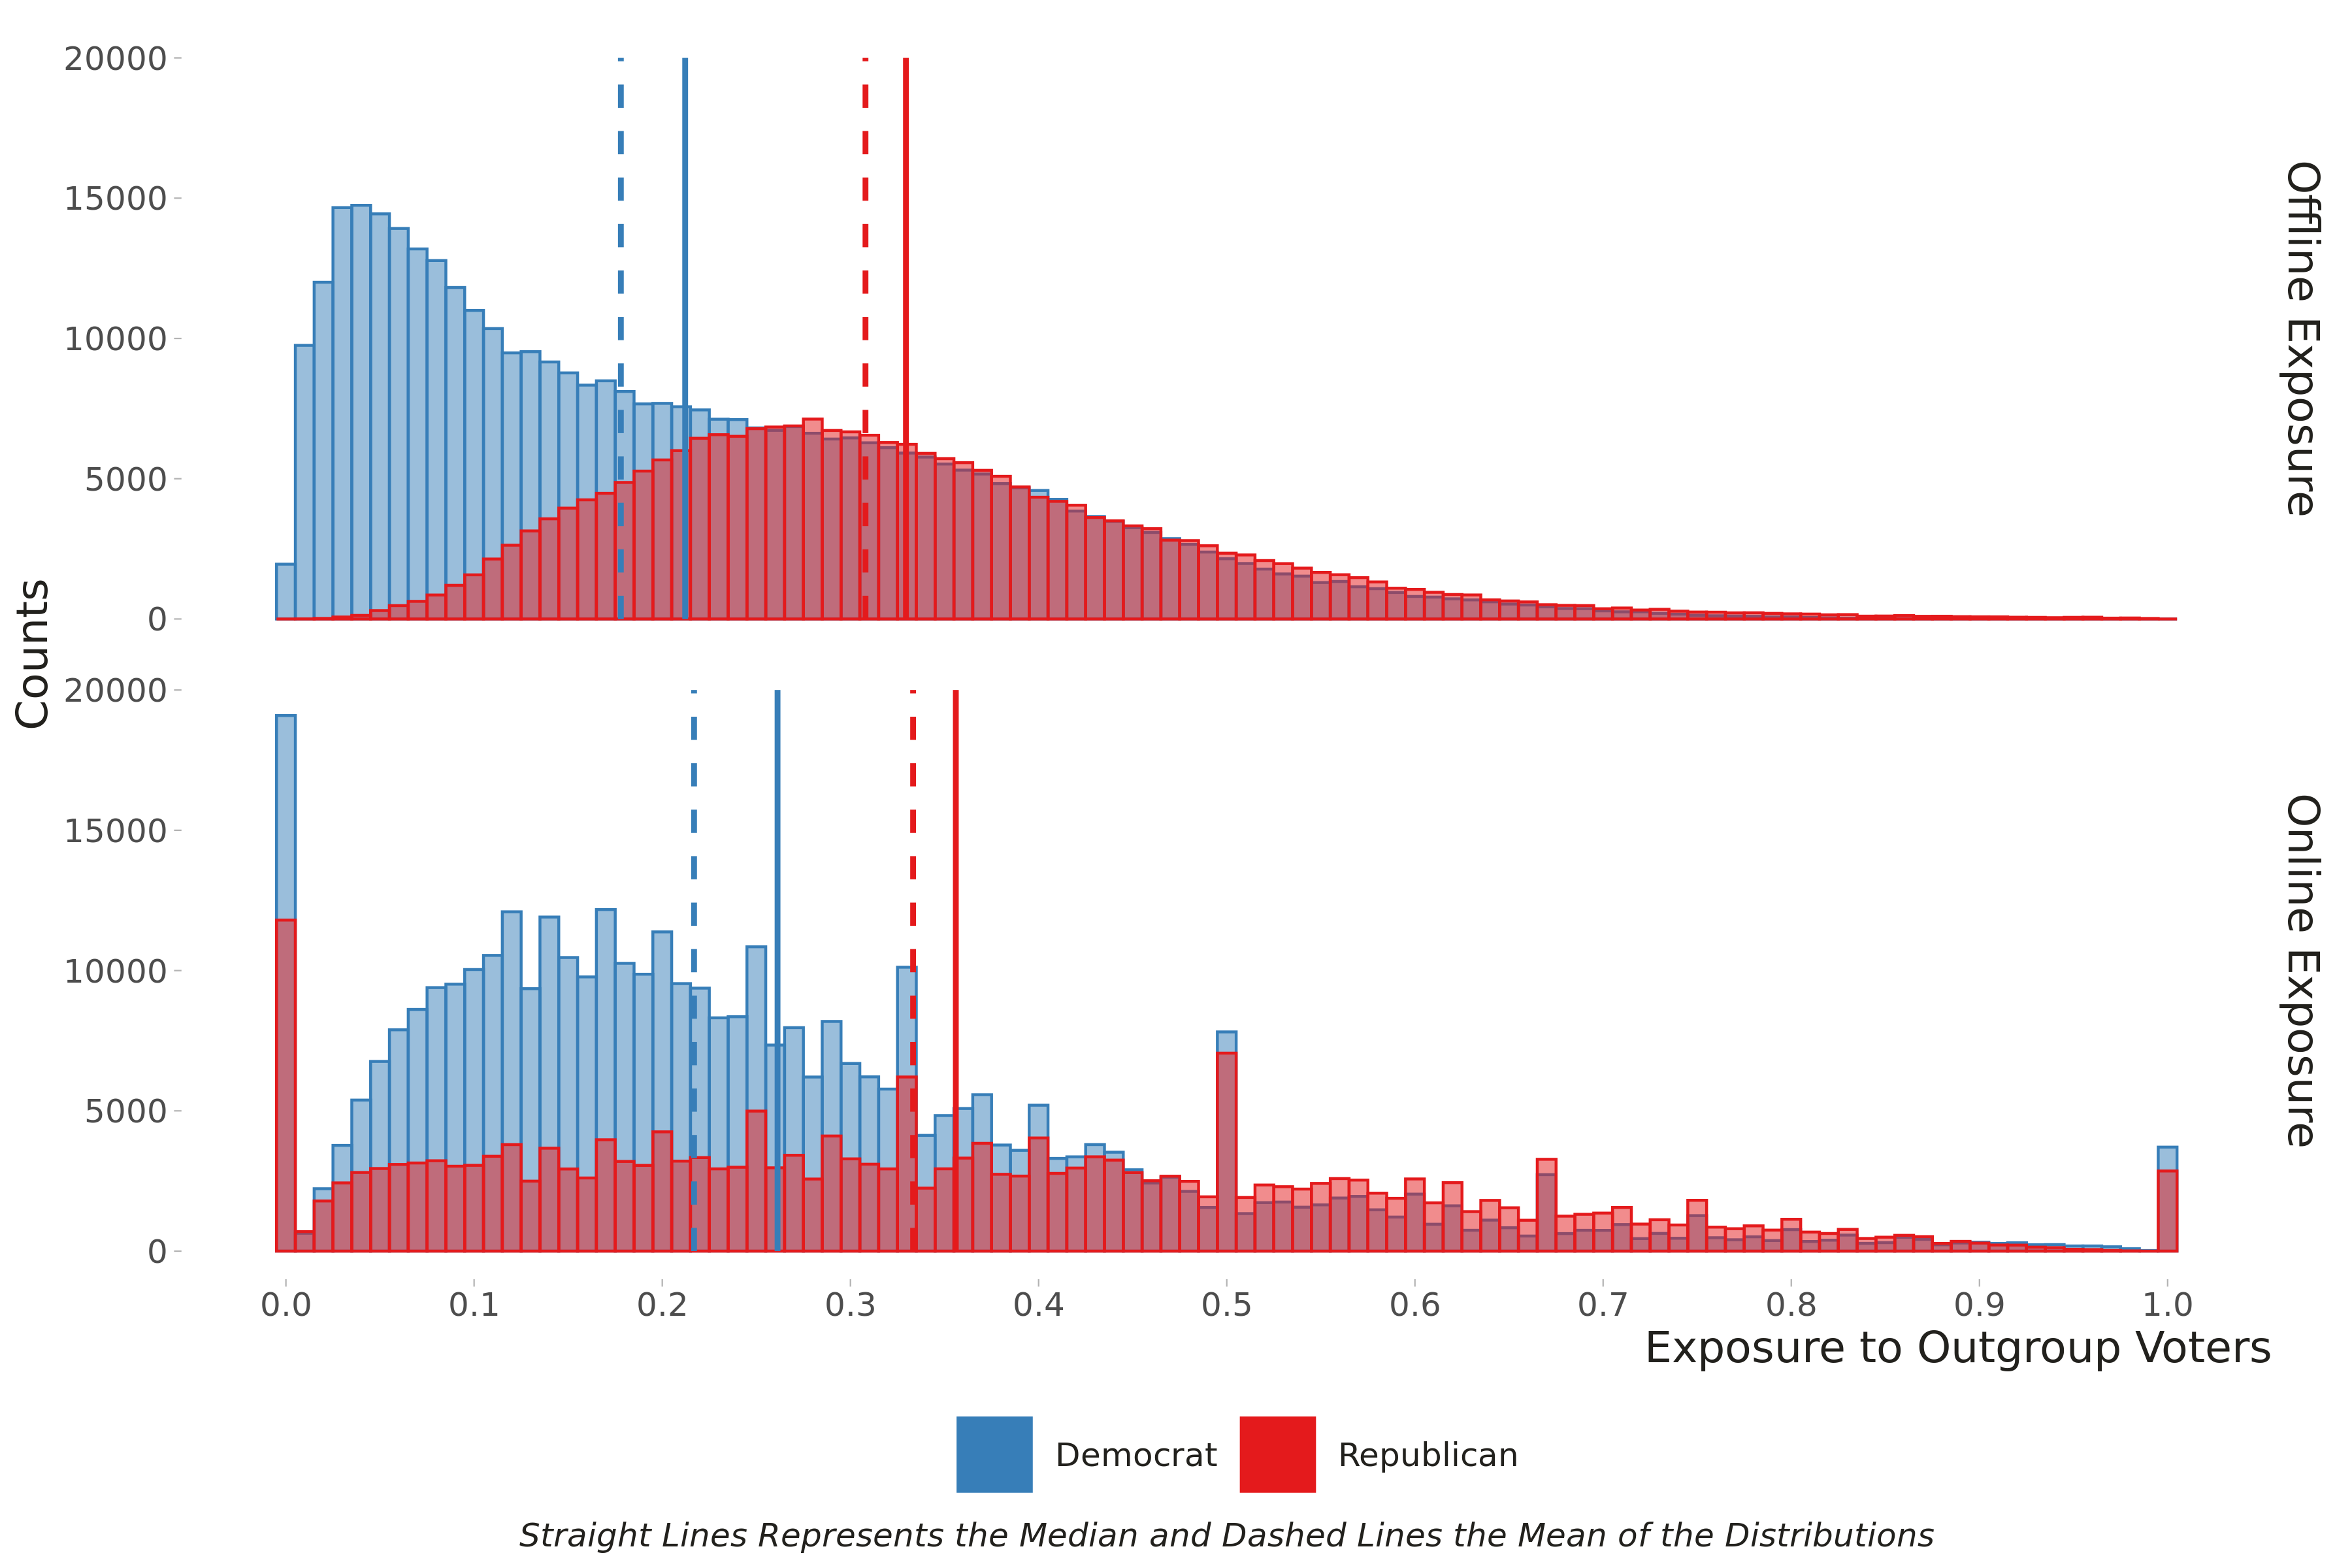 20000
15000
10000
5000
0
Offline Exposure
Counts
20000
15000
10000
5000
0
Online Exposure
0.0 0.1 0.2 0.3 0.4 0.5 0.6 0.7 0.8 0.9 1.0
Exposure to Outgroup Voters
Democrat Republican
Straight Lines Represents the Median and Dashed Lines the Mean of the Distributions